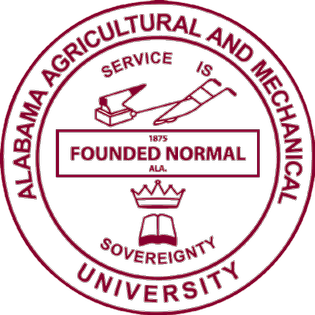 ALABAMA AGRICULTURAL AND MECHANICAL
UNIVERSITY
SERVICE IS
1875
FOUNDED NORMAL
ALA.
SOVEREIGNTY